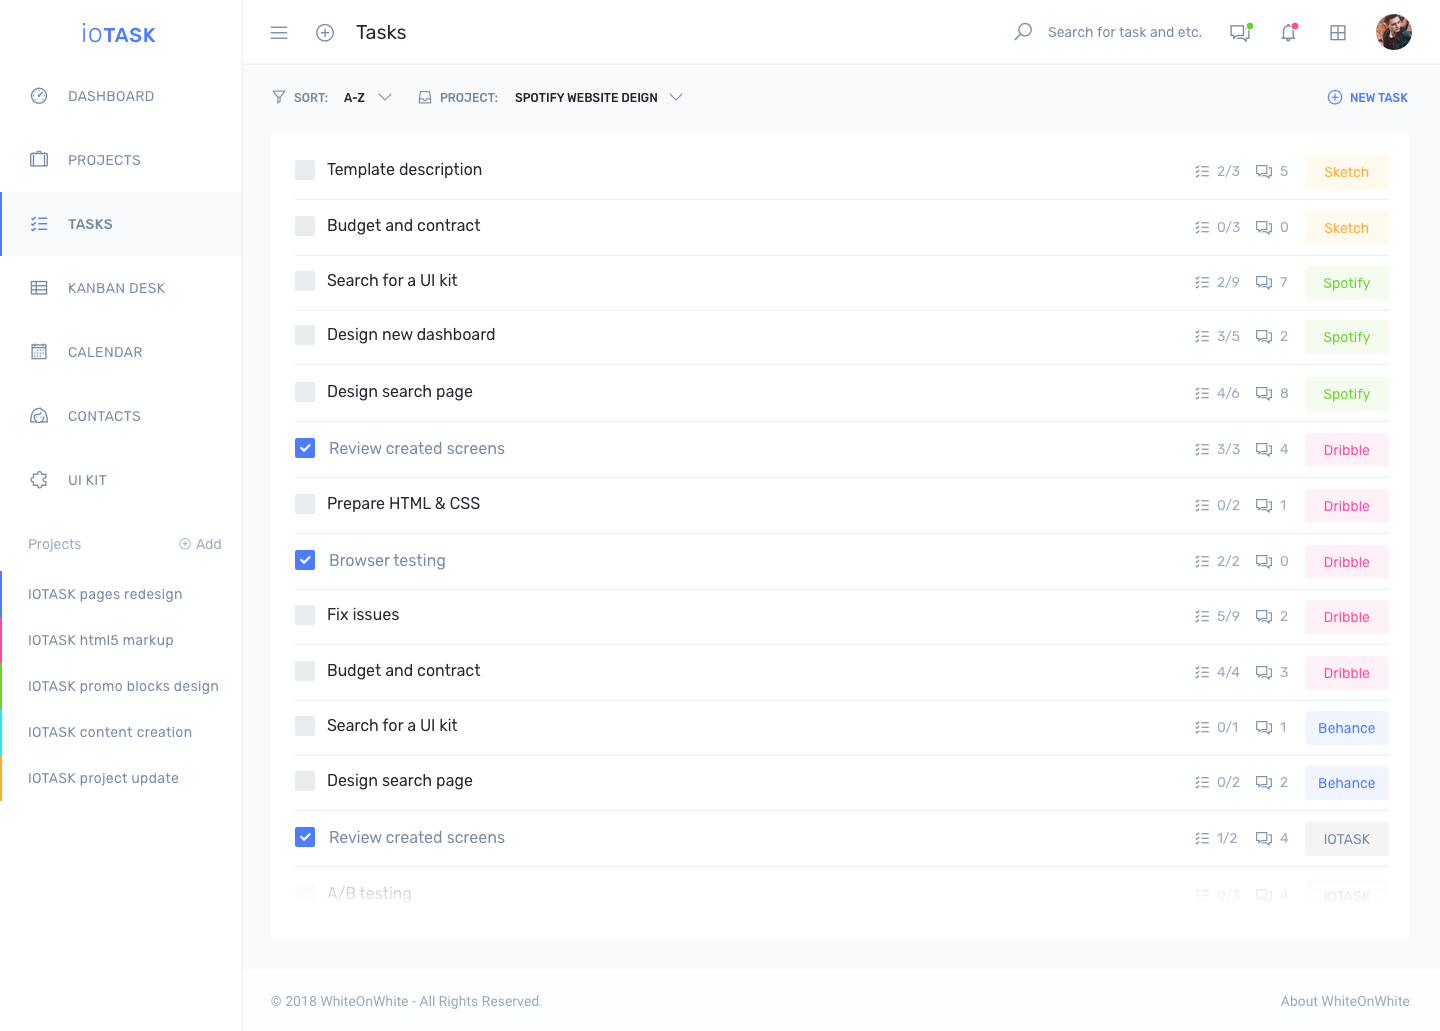 ioTASK
Tasks
Search for task and etc.
DASHBOARD
PROJECTS
TASKS
KANBAN DESK
CALENDAR
CONTACTS
UI KIT
Projects Add
IOTASK pages redesign
IOTASK html5 markup
IOTASK promo blocks design
IOTASK content creation
IOTASK project update
SORT: A-Z PROJECT: SPOTIFY WEBSITE DEIGN NEW TASK
Template description 2/3 5 Sketch
Budget and contract 0/3 0 Sketch
Search for a UI kit 2/9 7 Spotify
Design new dashboard 3/5 2 Spotify
Design search page 4/6 8 Spotify
Review created screens 3/3 4 Dribble
Prepare HTML & CSS 0/2 1 Dribble
Browser testing 2/2 0 Dribble
Fix issues 5/9 2 Dribble
Budget and contract 4/4 3 Dribble
Search for a UI kit 0/1 1 Behance
Design search page 0/2 2 Behance
Review created screens 1/2 4 IOTASK
A/B testing 0/3 4 IOTASK
© 2018 WhiteOnWhite - All Rights Reserved. About WhiteOnWhite